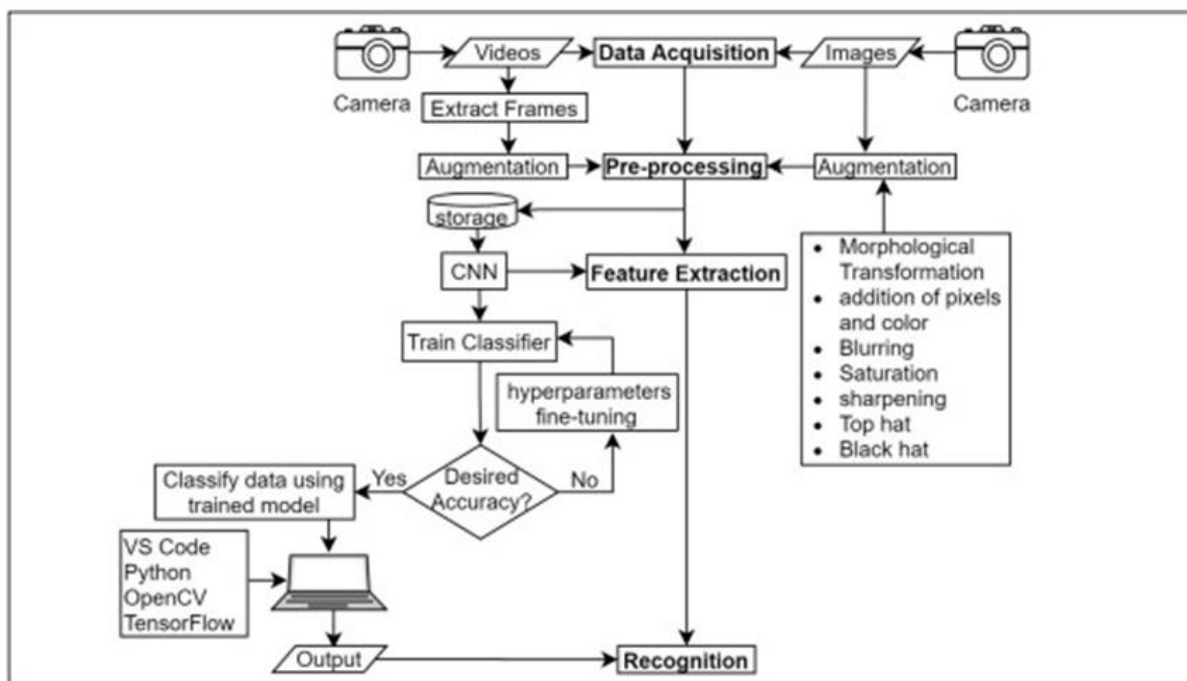 Videos
Data Acquisition
Images
Camera
Camera
Extract Frames
Augmentation
Pre-processing
Augmentation
storage
CNN
Feature Extraction
• Morphological
Transformation
• addition of pixels
and color
• Blurring
• Saturation
• sharpening
• Top hat
• Black hat
Train Classifier
hyperparameters
fine-tuning
Desired
Accuracy?
Yes
No
Classify data using
trained model
VS Code
Python
OpenCV
TensorFlow
Output
Recognition